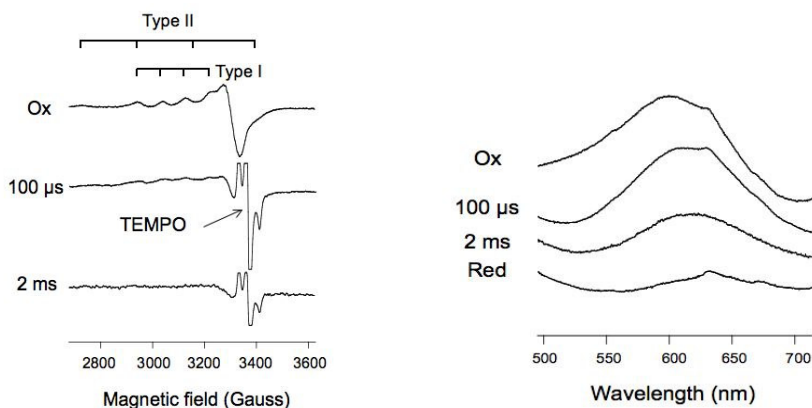 Type II
Type I
Ox
100 µs
TEMPO
2 ms
2800 3000 3200 3400 3600
Magnetic field (Gauss)
Ox
100 µs
2 ms
Red
500 550 600 650 700
Wavelength (nm)